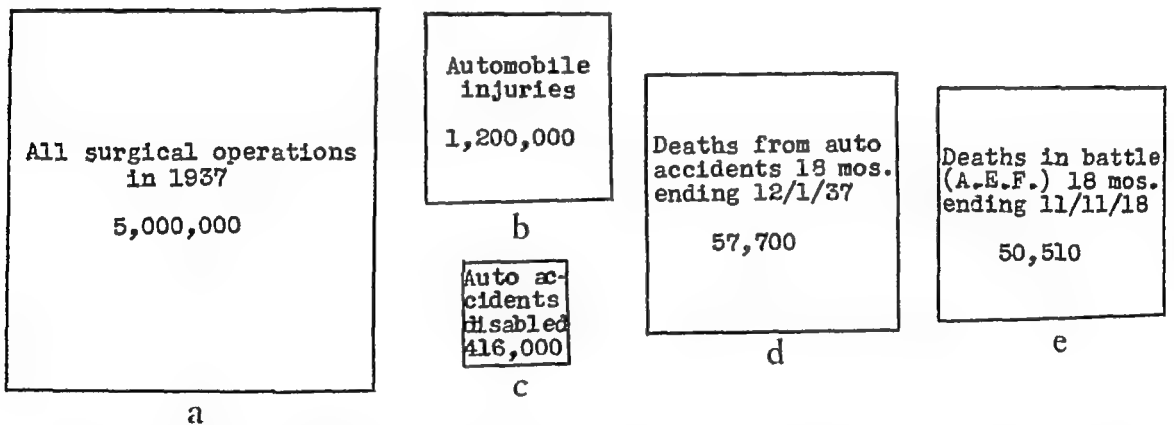 All surgical operations
in 1937
5,000,000
a
Automobile
injuries
1,200,000
b
Auto ac-
cidents
disabled
416,000
c
Deaths from auto
accidents 18 mos.
ending 12/1/37
57,700
d
Deaths in battle
(A.E.F.) 18 mos.
ending 11/11/18
50,510
e